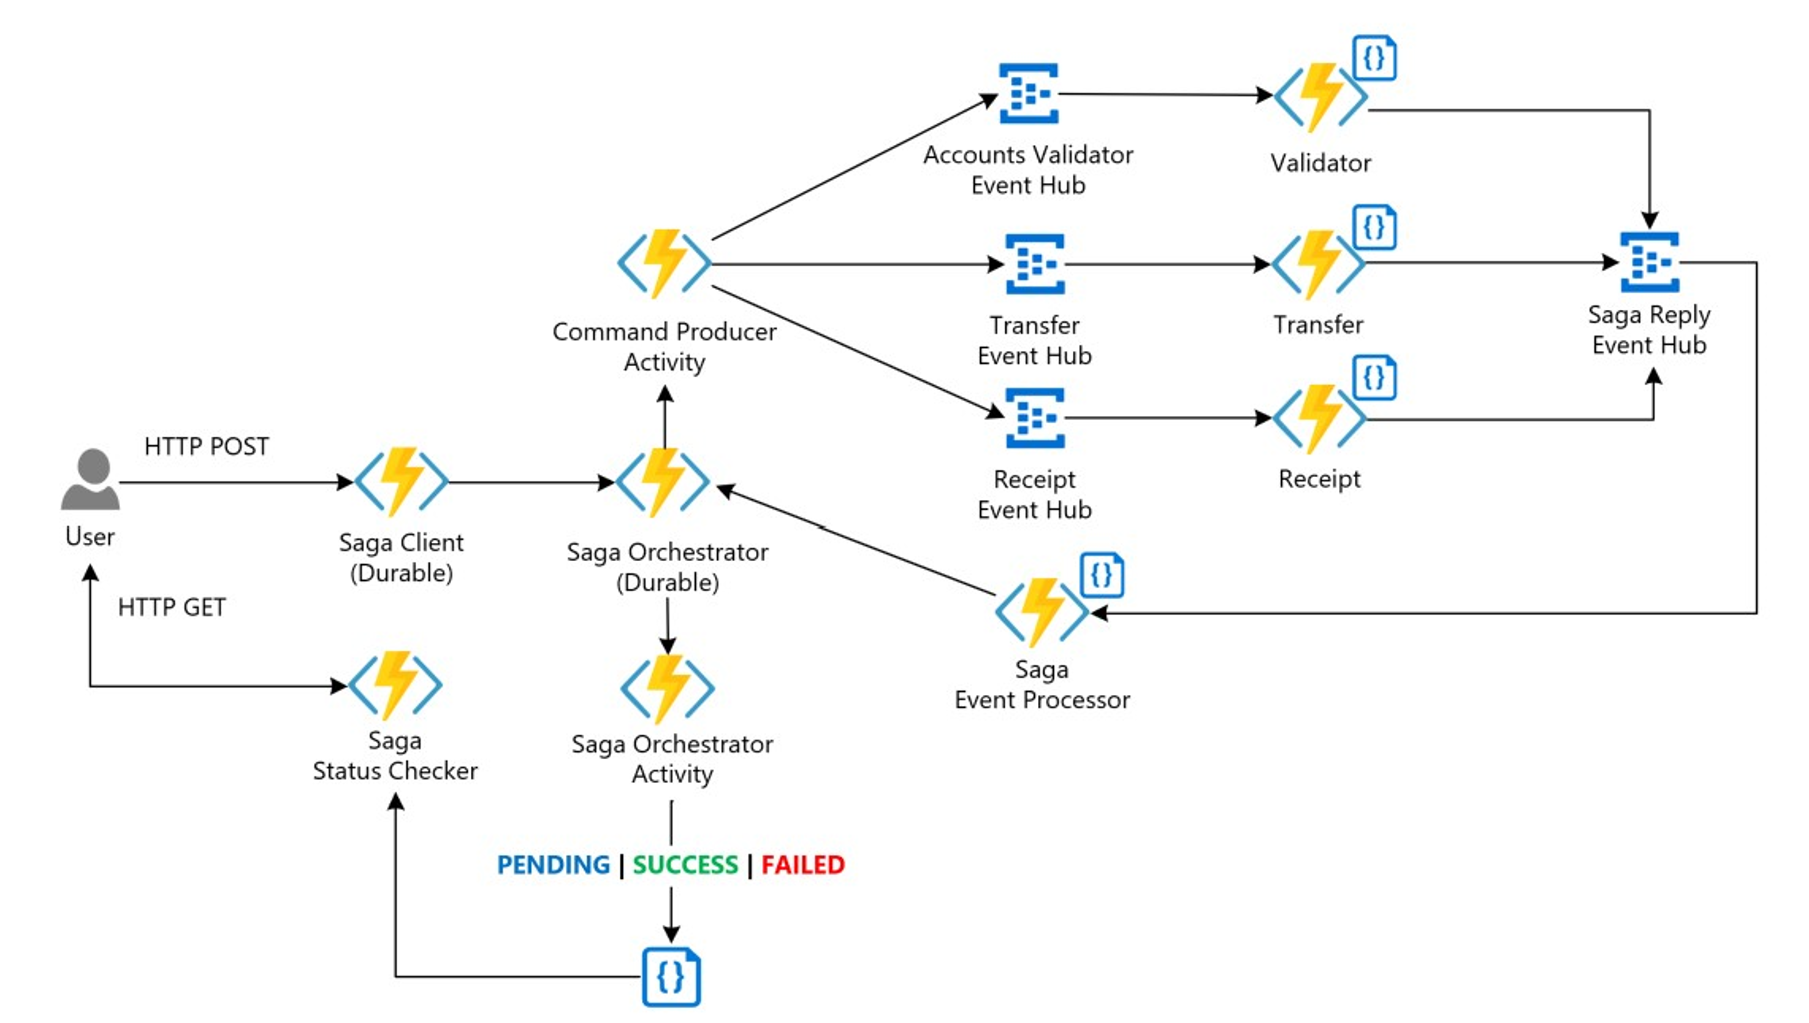 Accounts Validator
Event Hub
Validator
Command Producer
Activity
Transfer
Event Hub
Transfer
Saga Reply
Event Hub
HTTP POST
User
Saga Client
(Durable)
Saga Orchestrator
(Durable)
Receipt
Event Hub
Receipt
HTTP GET
Saga
Status Checker
Saga Orchestrator
Activity
Saga
Event Processor
PENDING | SUCCESS | FAILED
{}
{}
{}
{}
{}